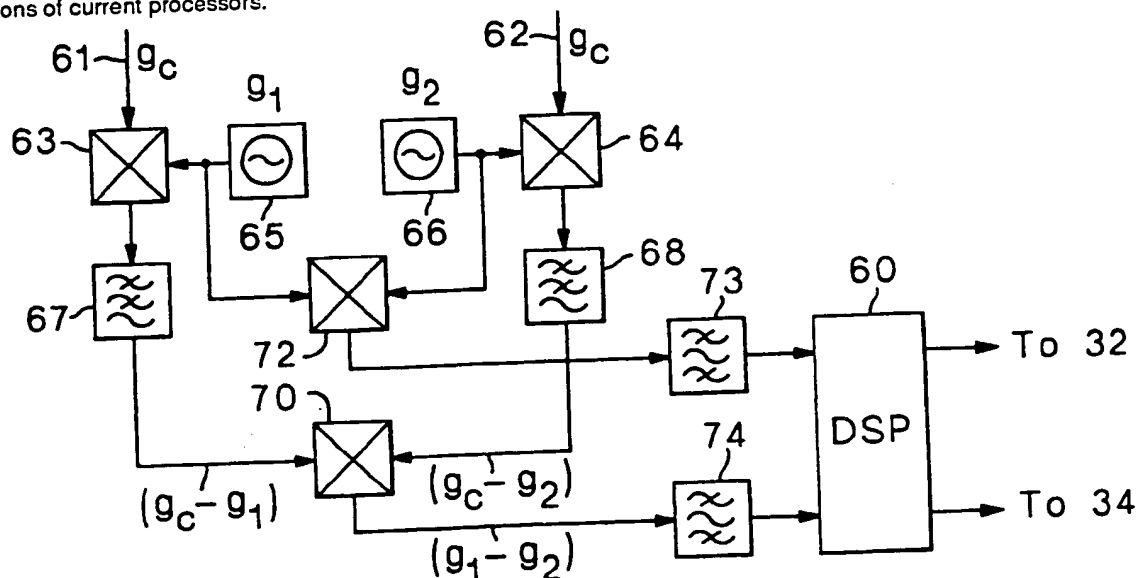 ons of current processors.
61
g_c
62
g_c
g_1
g_2
63
64
65
66
67
68
72
73
60
To 32
70
DSP
74
(g_c - g_1)
(g_c - g_2)
(g_1 - g_2)
To 34